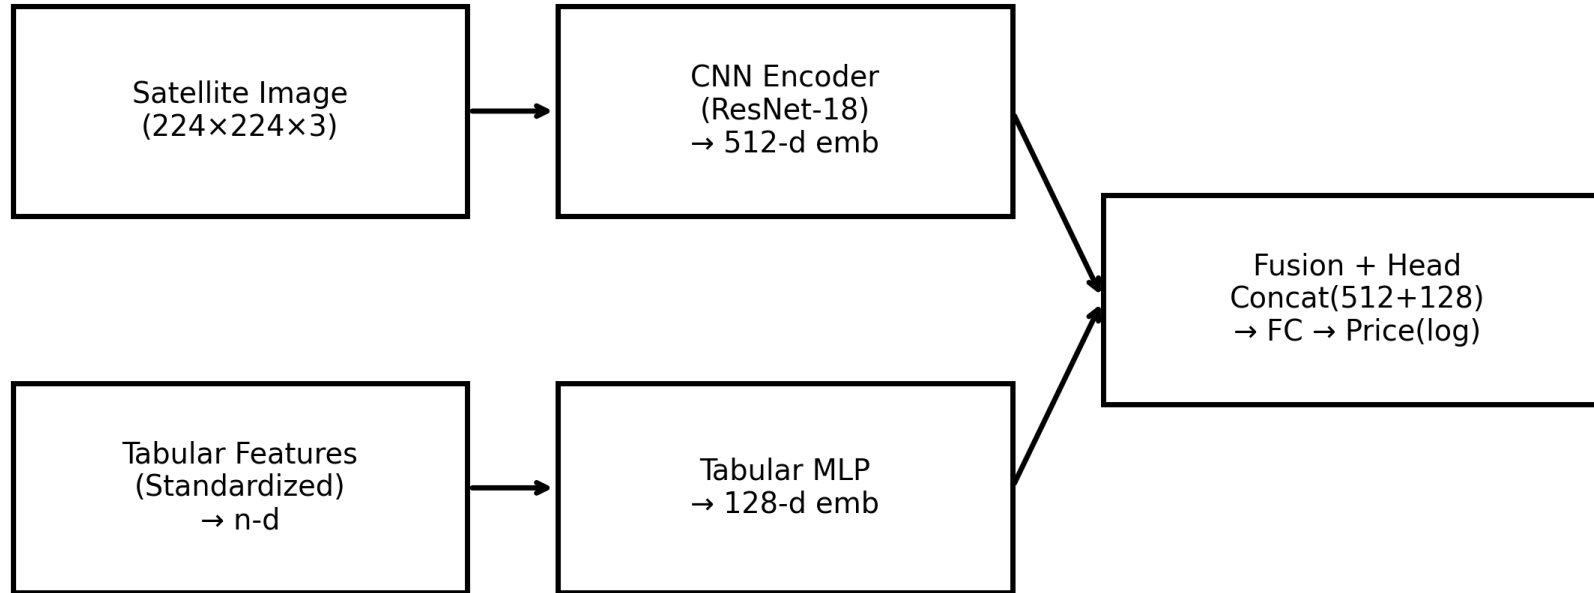 Satellite Image
(224×224×3)
CNN Encoder
(ResNet-18)
→ 512-d emb
Fusion + Head
Concat(512+128)
→ FC → Price(log)
Tabular Features
(Standardized)
→ n-d
Tabular MLP
→ 128-d emb